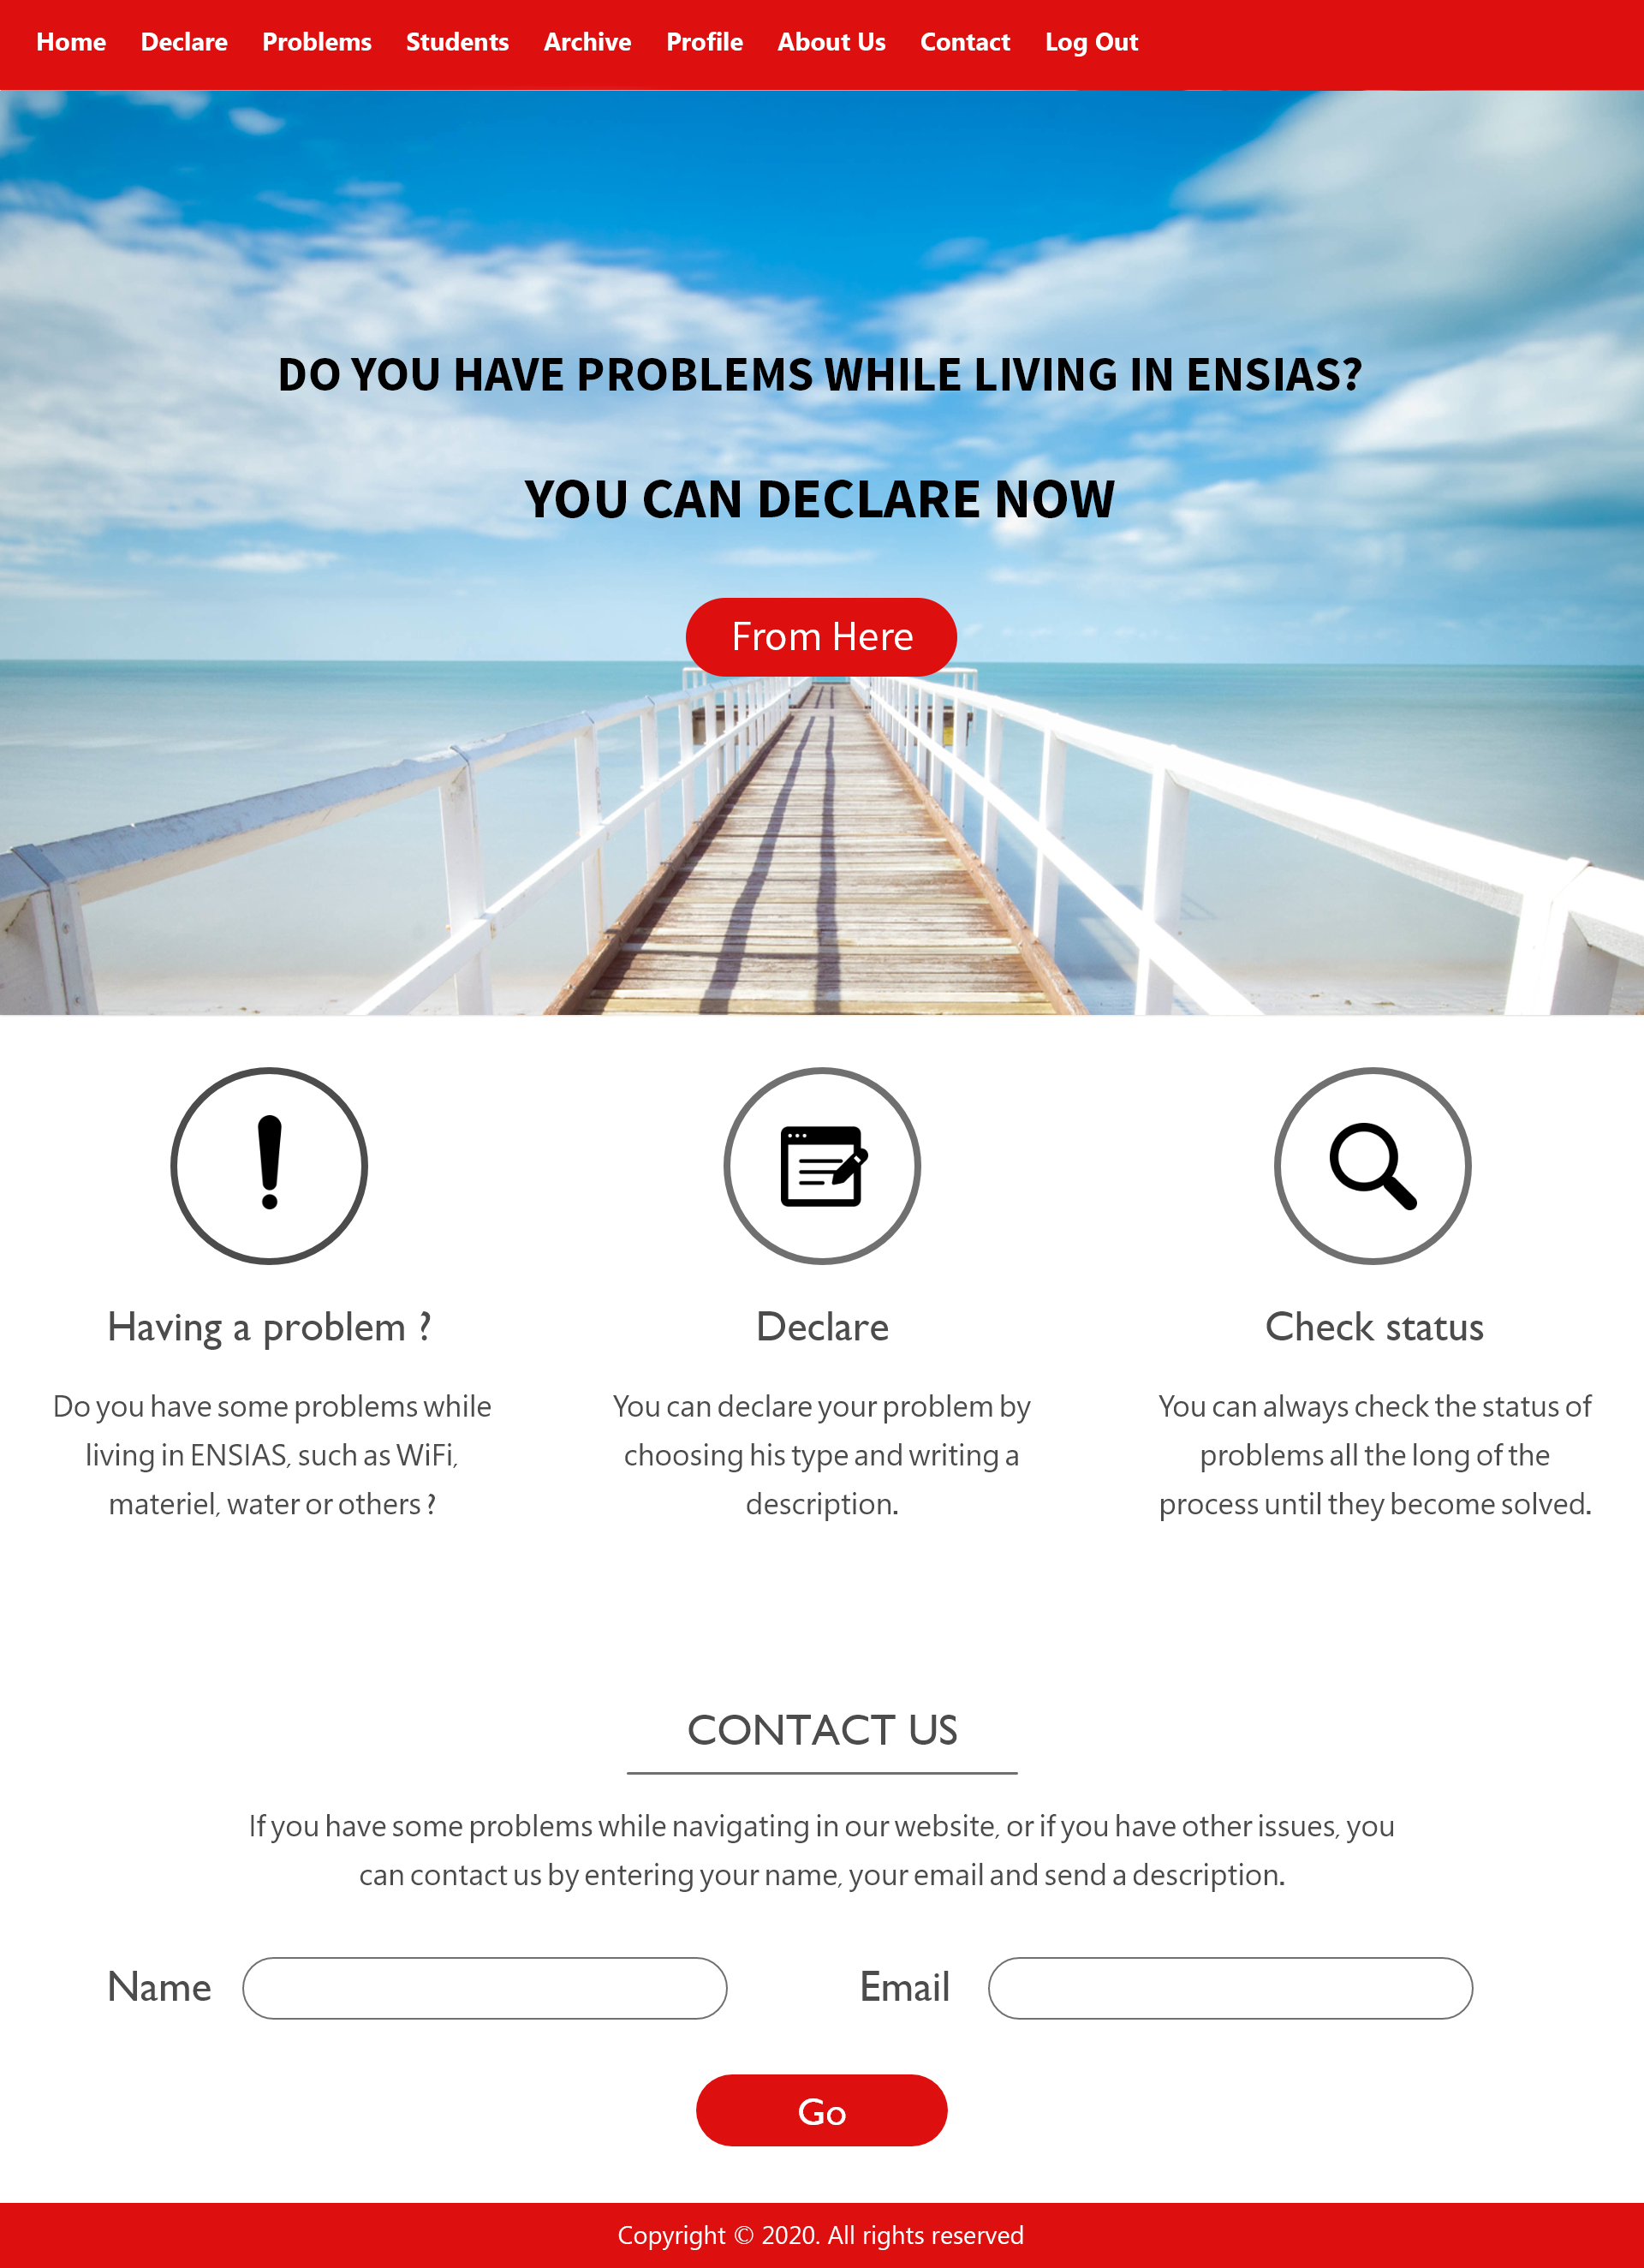 Home Declare Problems Students Archive Profile About Us Contact Log Out
DO YOU HAVE PROBLEMS WHILE LIVING IN ENSIAS?
YOU CAN DECLARE NOW
From Here
Having a problem ?
Do you have some problems while
living in ENSIAS, such as WiFi,
materiel, water or others ?
Declare
You can declare your problem by
choosing his type and writing a
description.
Check status
You can always check the status of
problems all the long of the
process until they become solved.
CONTACT US
If you have some problems while navigating in our website, or if you have other issues, you
can contact us by entering your name, your email and send a description.
Name
Email
Go
Copyright © 2020. All rights reserved